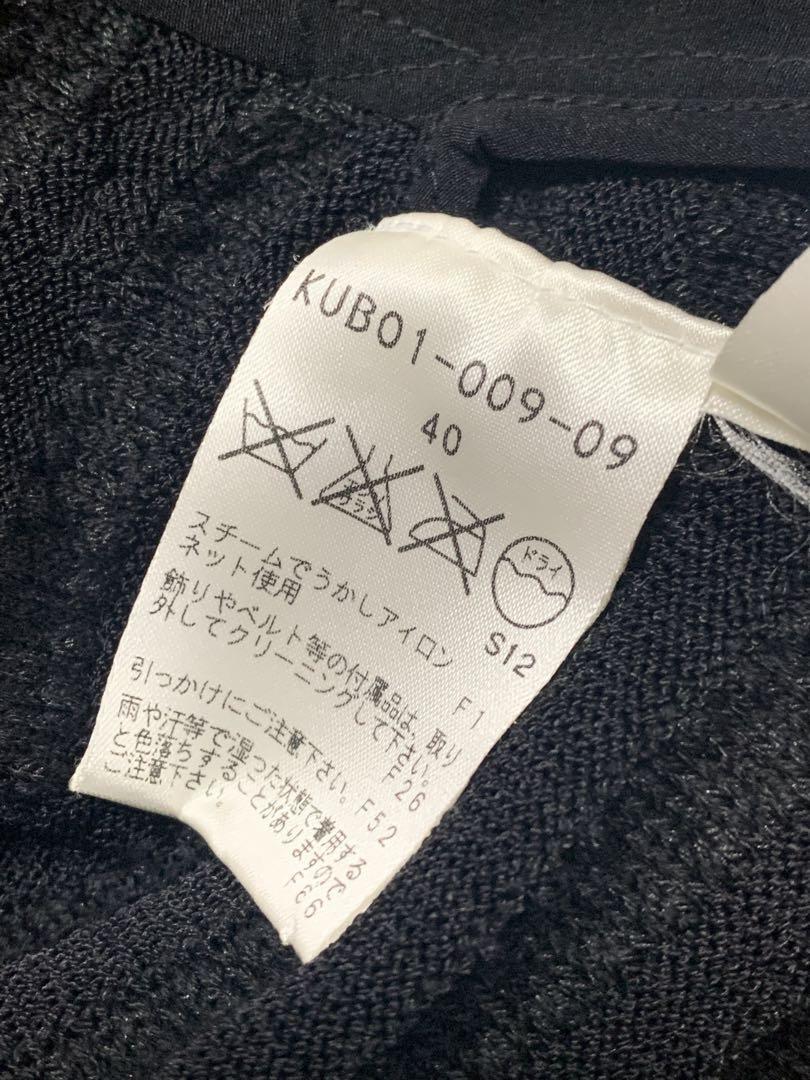 KUB01-009-09
40
エンソ
サラシ
ドライ
S12
スチームでうかしアイロン
ネット使用 F1
飾りやベルト等の付属品は、取り
外してクリーニングして下さい。
F26
引っかけにご注意下さい。F52
雨や汗等で湿った状態で着用する
と色落ちすることがありますので
ご注意下さい。 F66